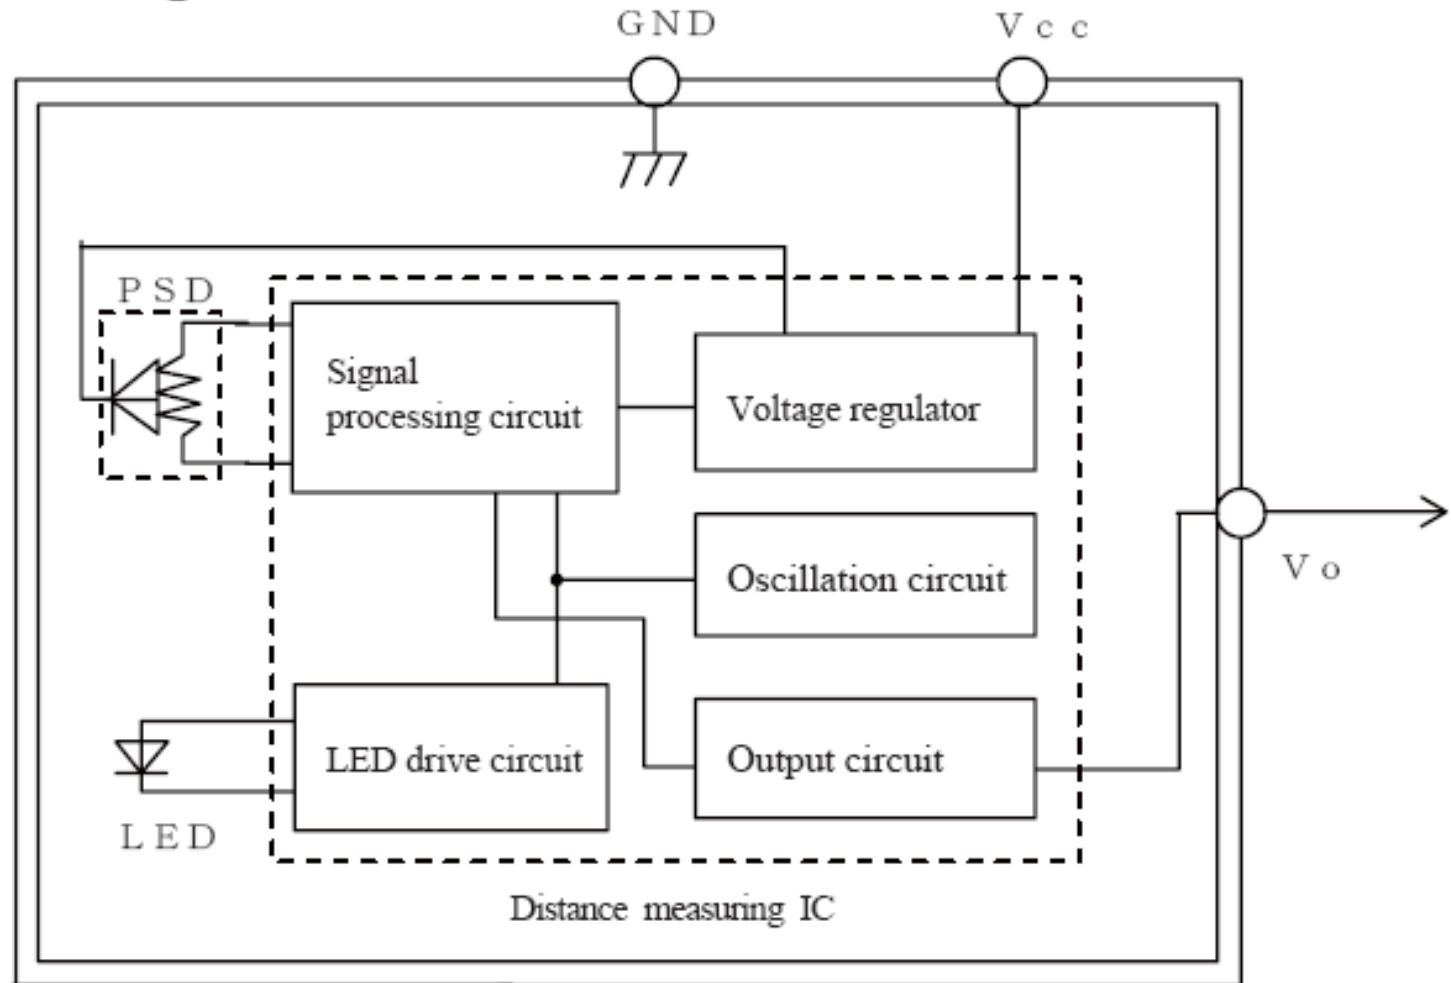 GND
Vcc
PSD
Signal
processing circuit
Voltage regulator
Oscillation circuit
Vo
LED drive circuit
Output circuit
LED
Distance measuring IC